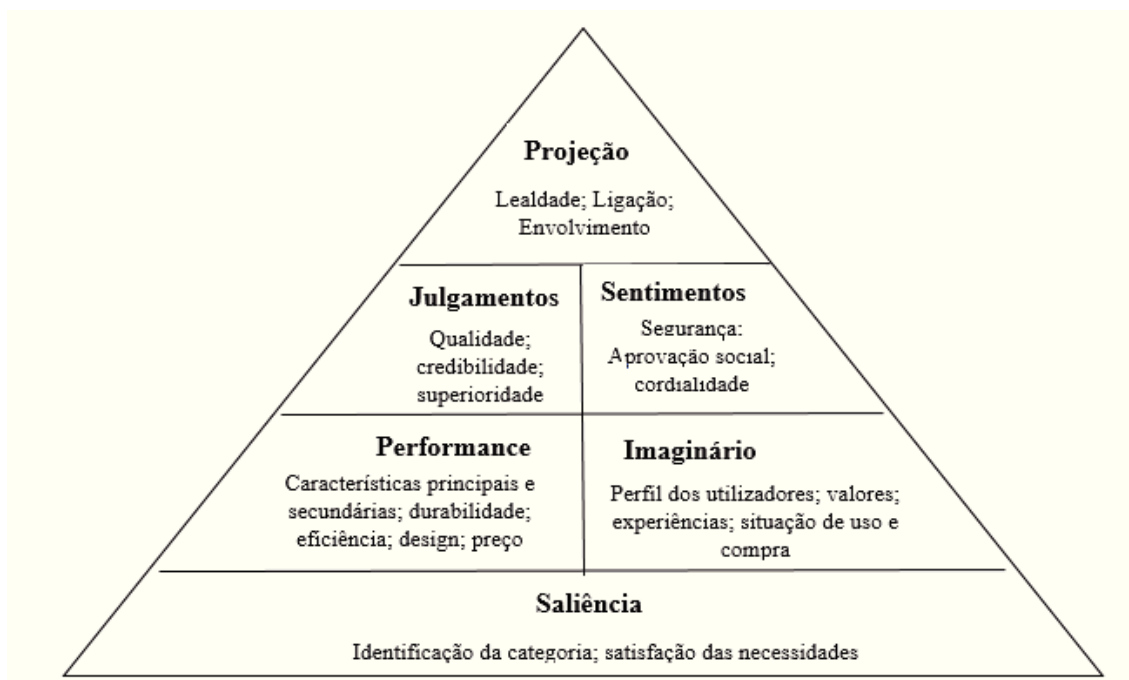 Projeção
Lealdade; Ligação;
Envolvimento
Julgamentos
Qualidade;
credibilidade;
superioridade
Sentimentos
Segurança:
Aprovação social;
cordialidade
Performance
Características principais e
secundárias; durabilidade;
eficiência; design; preço
Imaginário
Perfil dos utilizadores; valores;
experiências; situação de uso e
compra
Saliência
Identificação da categoria; satisfação das necessidades